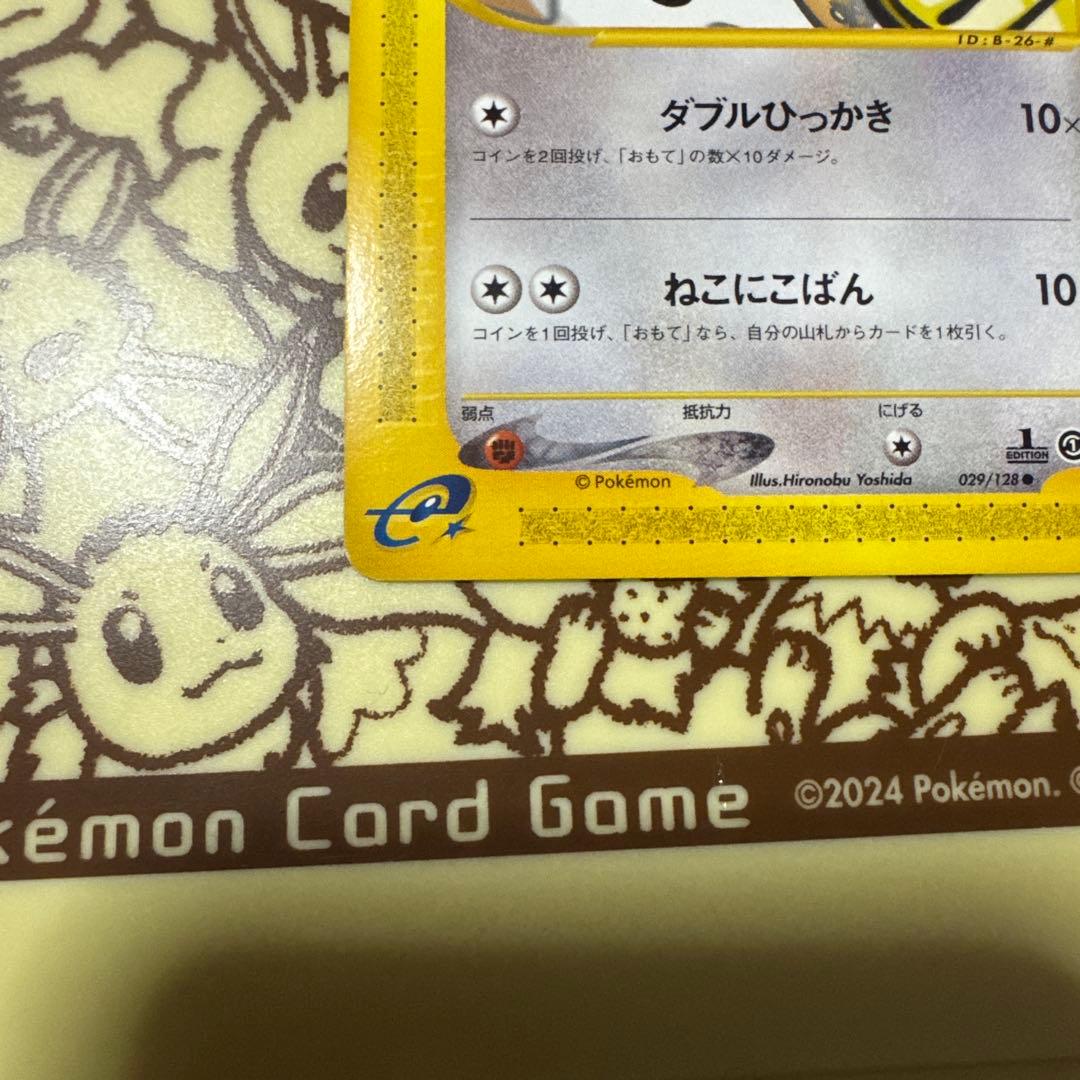 ID:B-26-#
ダブルひっかき 10×
コインを2回投げ、「おもて」の数×10ダメージ。
ねこにこばん 10
コインを1回投げ、「おもて」なら、自分の山札からカードを1枚引く。
弱点 抵抗力 にげる
1 EDITION
©Pokémon Illus.Hironobu Yoshida 029/128●
kémon Card Game ©2024 Pokémon. ©